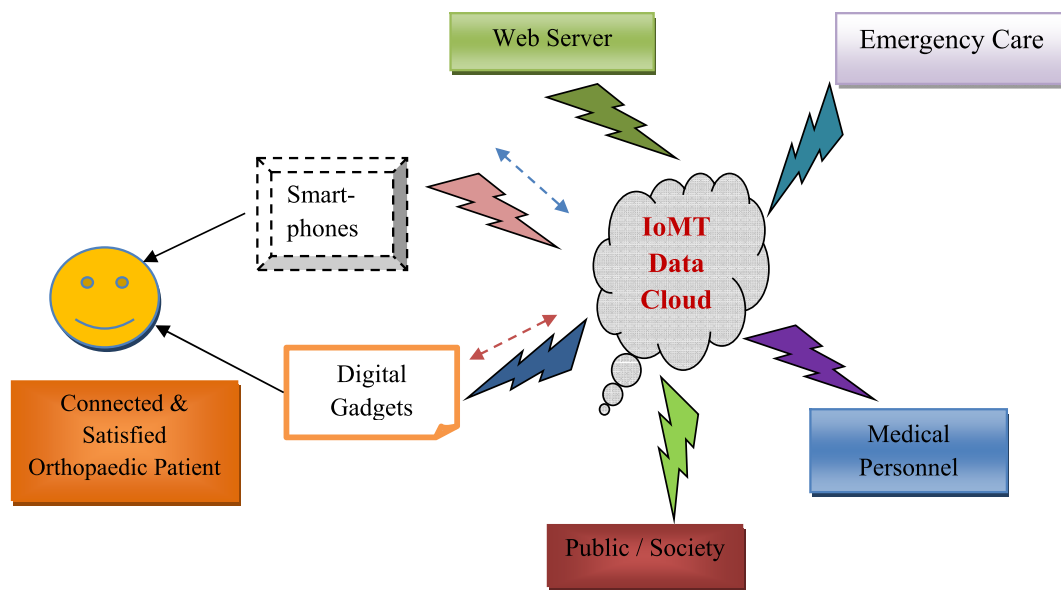 Web Server
Emergency Care
Smart-
phones
IoMT
Data
Cloud
Digital
Gadgets
Connected &
Satisfied
Orthopaedic Patient
Medical
Personnel
Public / Society